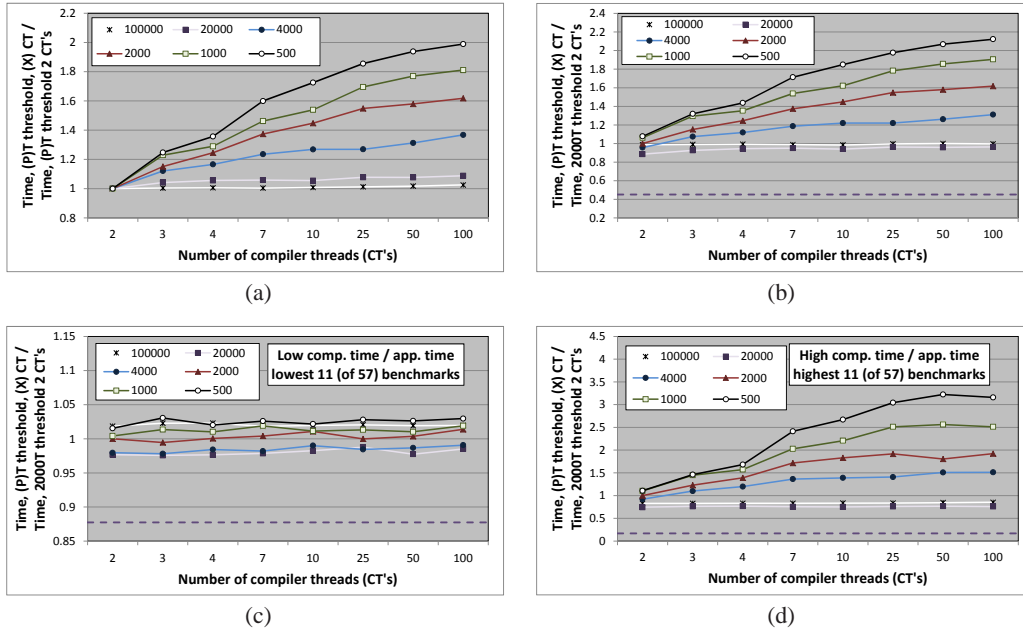 Time, (P)T threshold, (X) CT /
Time, (P)T threshold 2 CT's
2.2
2
1.8
1.6
1.4
1.2
1
0.8
100000 20000 4000
2000 1000 500
2 3 4 7 10 25 50 100
Number of compiler threads (CT's)
(a)
Time, (P)T threshold, (X) CT /
Time, 2000T threshold 2 CT's
2.4
2.2
2
1.8
1.6
1.4
1.2
1
0.8
0.6
0.4
0.2
100000 20000
4000 2000
1000 500
2 3 4 7 10 25 50 100
Number of compiler threads (CT's)
(b)
Time, (P)T threshold, (X) CT /
Time, 2000T threshold 2 CT's
1.15
1.1
1.05
1
0.95
0.9
0.85
100000 20000
4000 2000
1000 500
Low comp. time / app. time
lowest 11 (of 57) benchmarks
2 3 4 7 10 25 50 100
Number of compiler threads (CT's)
(c)
Time, (P)T threshold, (X) CT /
Time, 2000T threshold 2 CT's
4.5
4
3.5
3
2.5
2
1.5
1
0.5
0
100000 20000
4000 2000
1000 500
High comp. time / app. time
highest 11 (of 57) benchmarks
2 3 4 7 10 25 50 100
Number of compiler threads (CT's)
(d)